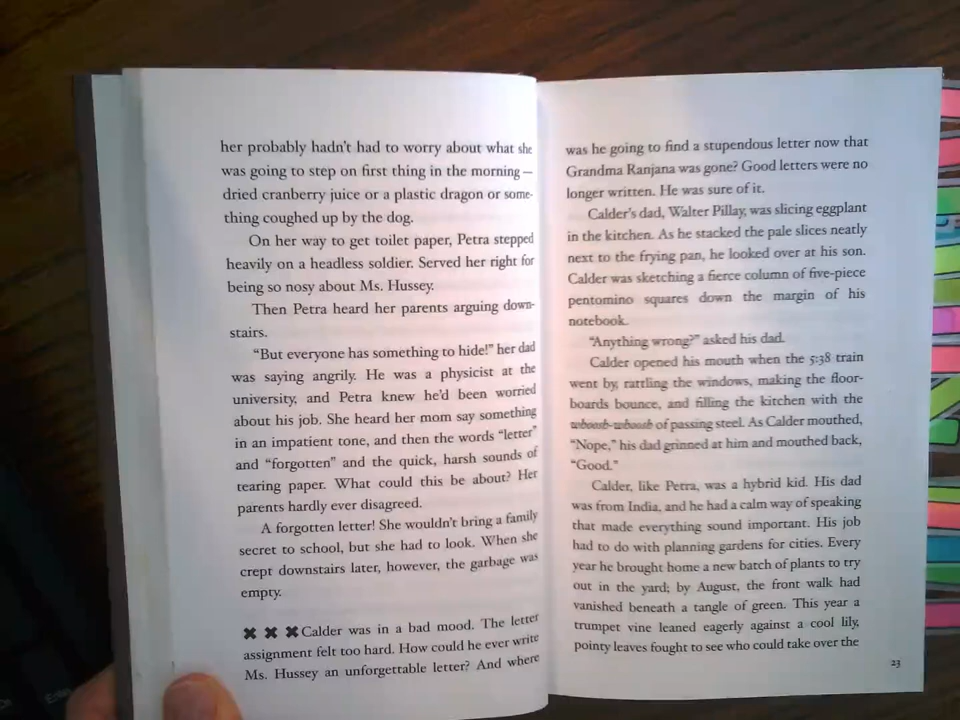 her probably hadn't had to worry about what she
was going to step on first thing in the morning—
dried cranberry juice or a plastic dragon or some-
thing coughed up by the dog.
On her way to get toilet paper, Petra stepped
heavily on a headless soldier. Served her right for
being so nosy about Ms. Hussey.
Then Petra heard her parents arguing down-
stairs.
"But everyone has something to hide!" her dad
was saying angrily. He was a physicist at the
university, and Petra knew he'd been worried
about his job. She heard her mom say something
in an impatient tone, and then the words "letter"
and "forgotten" and the quick, harsh sounds of
tearing paper. What could this be about? Her
parents hardly ever disagreed.
A forgotten letter! She wouldn't bring a family
secret to school, but she had to look. When she
crept downstairs later, however, the garbage was
empty.
✖ ✖ ✖ Calder was in a bad mood. The letter
assignment felt too hard. How could he ever write
Ms. Hussey an unforgettable letter? And where
was he going to find a stupendous letter now that
Grandma Ranjana was gone? Good letters were no
longer written. He was sure of it.
Calder's dad, Walter Pillay, was slicing eggplant
in the kitchen. As he stacked the pale slices neatly
next to the frying pan, he looked over at his son.
Calder was sketching a fierce column of five-piece
pentomino squares down the margin of his
notebook.
"Anything wrong?" asked his dad.
Calder opened his mouth when the 5:38 train
went by, rattling the windows, making the floor-
boards bounce, and filling the kitchen with the
whoosh-whoosh of passing steel. As Calder mouthed,
"Nope," his dad grinned at him and mouthed back,
"Good."
Calder, like Petra, was a hybrid kid. His dad
was from India, and he had a calm way of speaking
that made everything sound important. His job
had to do with planning gardens for cities. Every
year he brought home a new batch of plants to try
out in the yard; by August, the front walk had
vanished beneath a tangle of green. This year a
trumpet vine leaned eagerly against a cool lily,
pointy leaves fought to see who could take over the
23